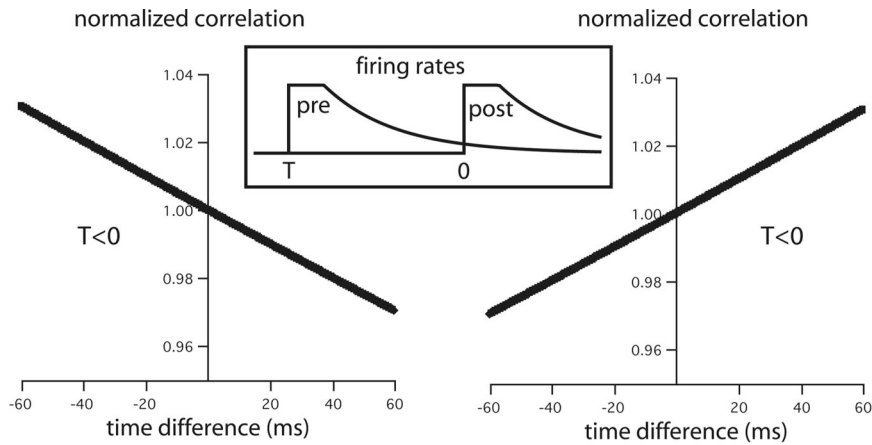 normalized correlation
1.04
1.02
1.00
0.98
0.96
T<0
-60 -40 -20 20 40 60
time difference (ms)
firing rates
pre
post
T 0
normalized correlation
1.04
1.02
1.00
0.98
0.96
T<0
-60 -40 -20 20 40 60
time difference (ms)